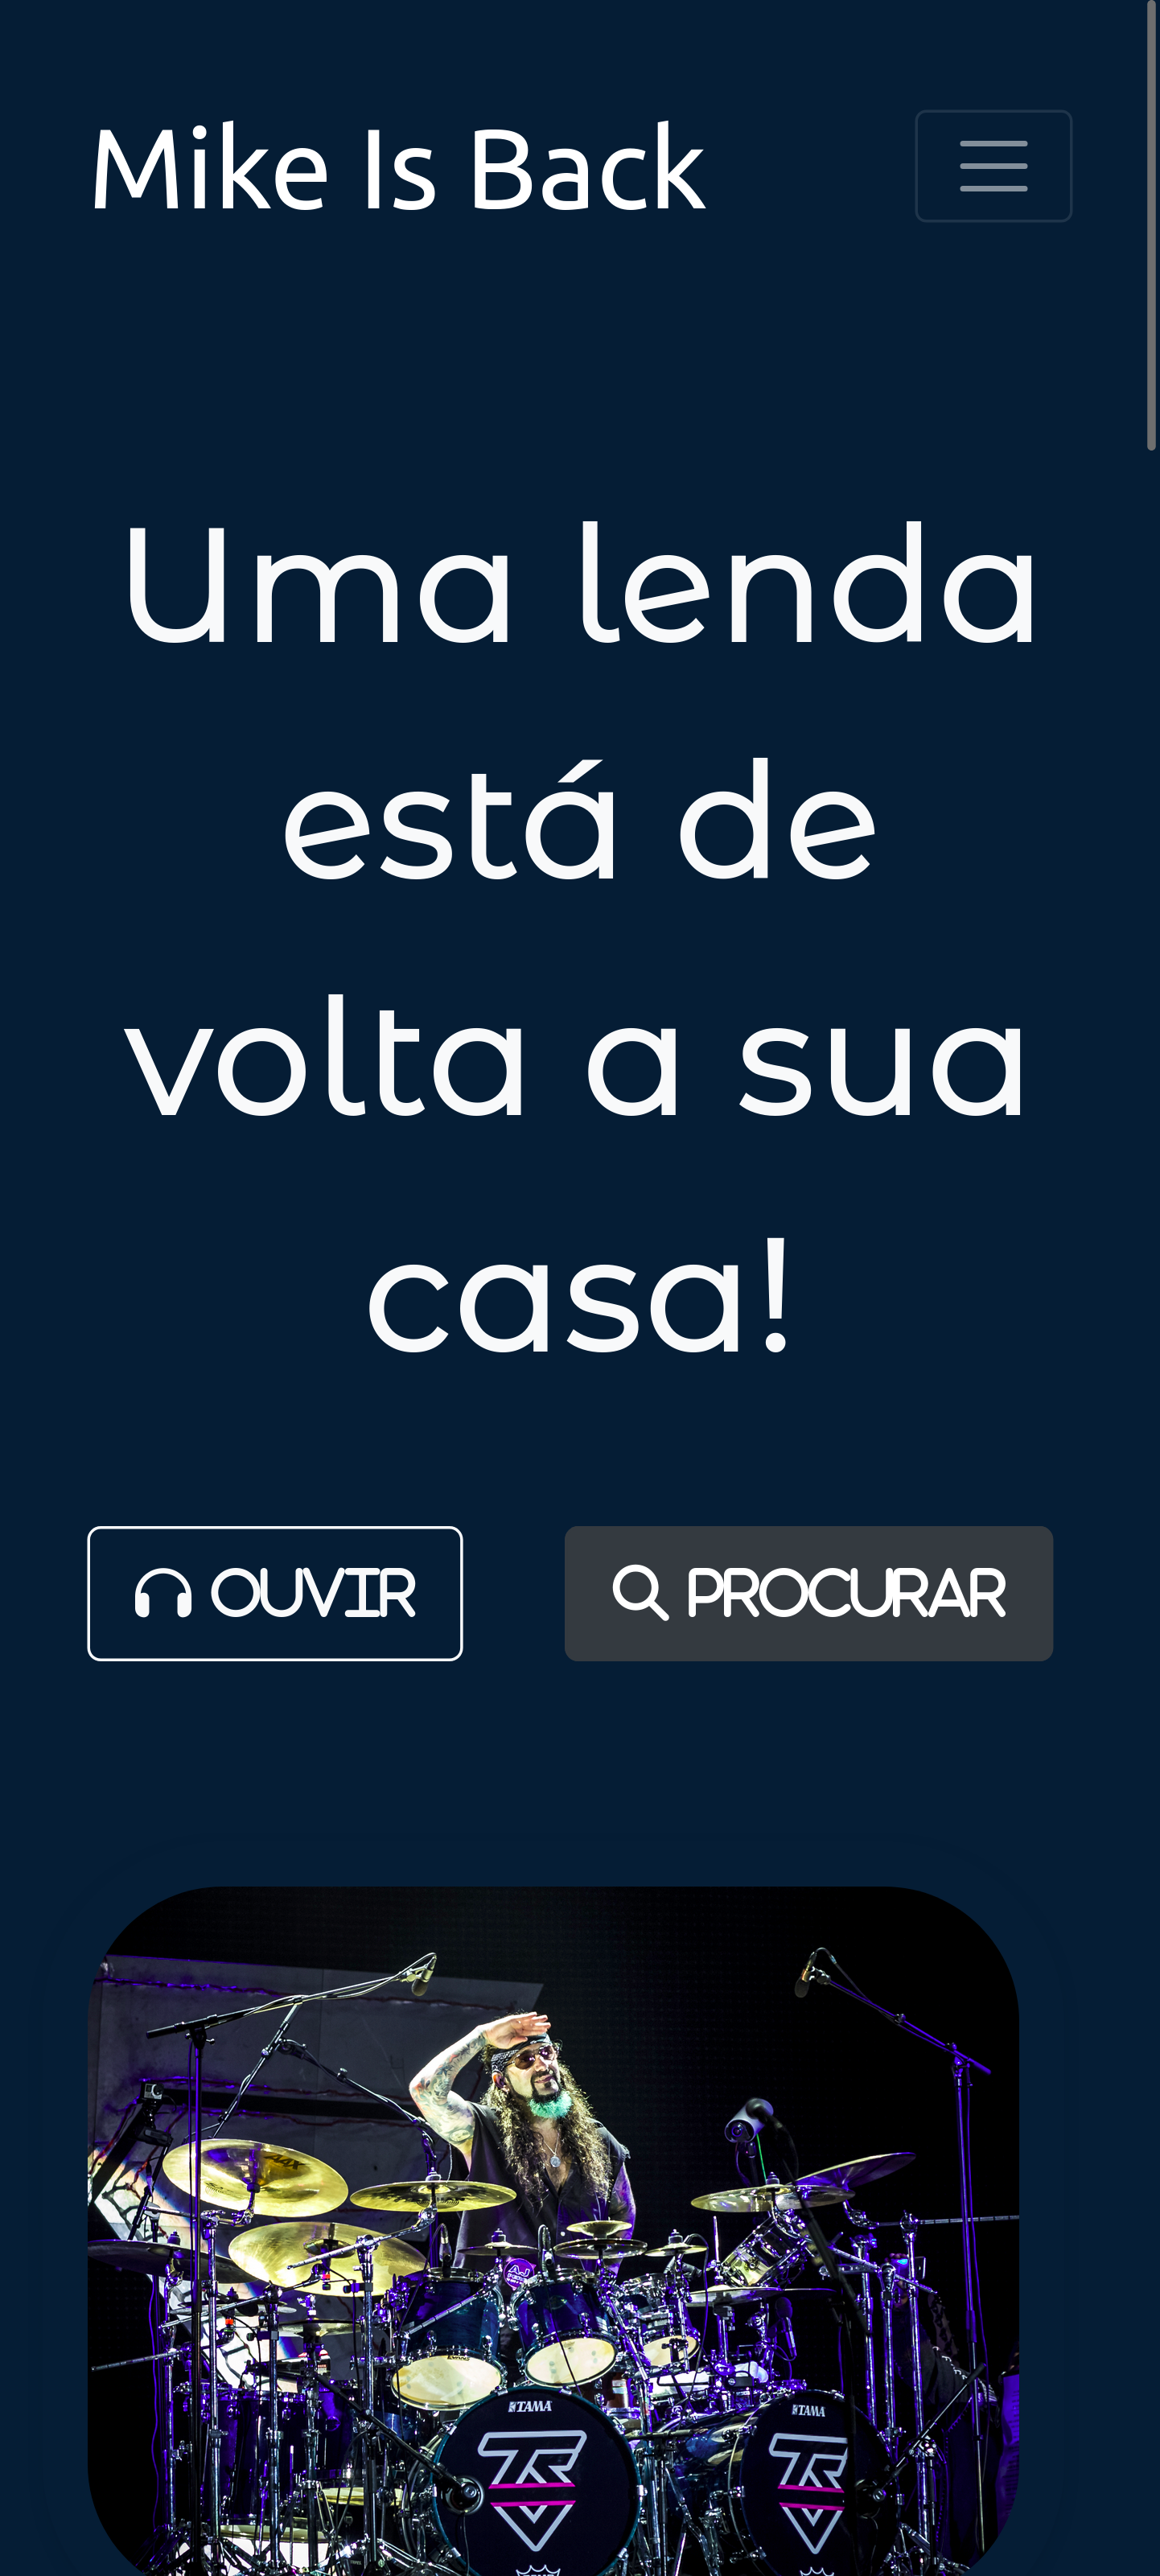 Mike Is Back
Uma lenda
está de
volta a sua
casa!
OUVIR
PROCURAR
TAMA
TAMA